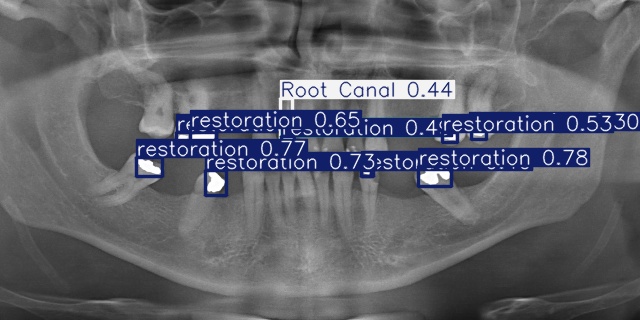 Root Canal 0.44
restoration 0.65
restoration 0.4
restoration 0.53
30
restoration 0.77
restoration 0.73
restoration 0.78